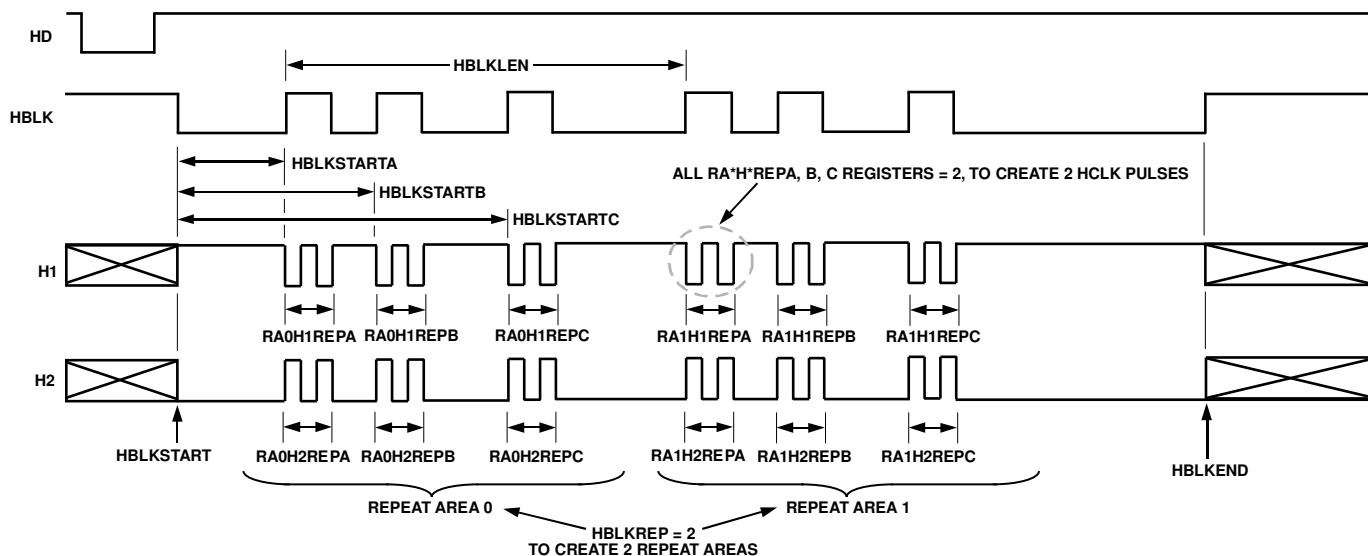 HD
HBLKLEN
HBLK
HBLKSTARTA
ALL RA*H*REPA, B, C REGISTERS = 2, TO CREATE 2 HCLK PULSES
HBLKSTARTB
HBLKSTARTC
H1
RA0H1REPA RA0H1REPB RA0H1REPC RA1H1REPA RA1H1REPB RA1H1REPC
H2
HBLKSTART RA0H2REPA RA0H2REPB RA0H2REPC RA1H2REPA RA1H2REPB RA1H2REPC HBLKEND
REPEAT AREA 0 REPEAT AREA 1
HBLKREP = 2
TO CREATE 2 REPEAT AREAS